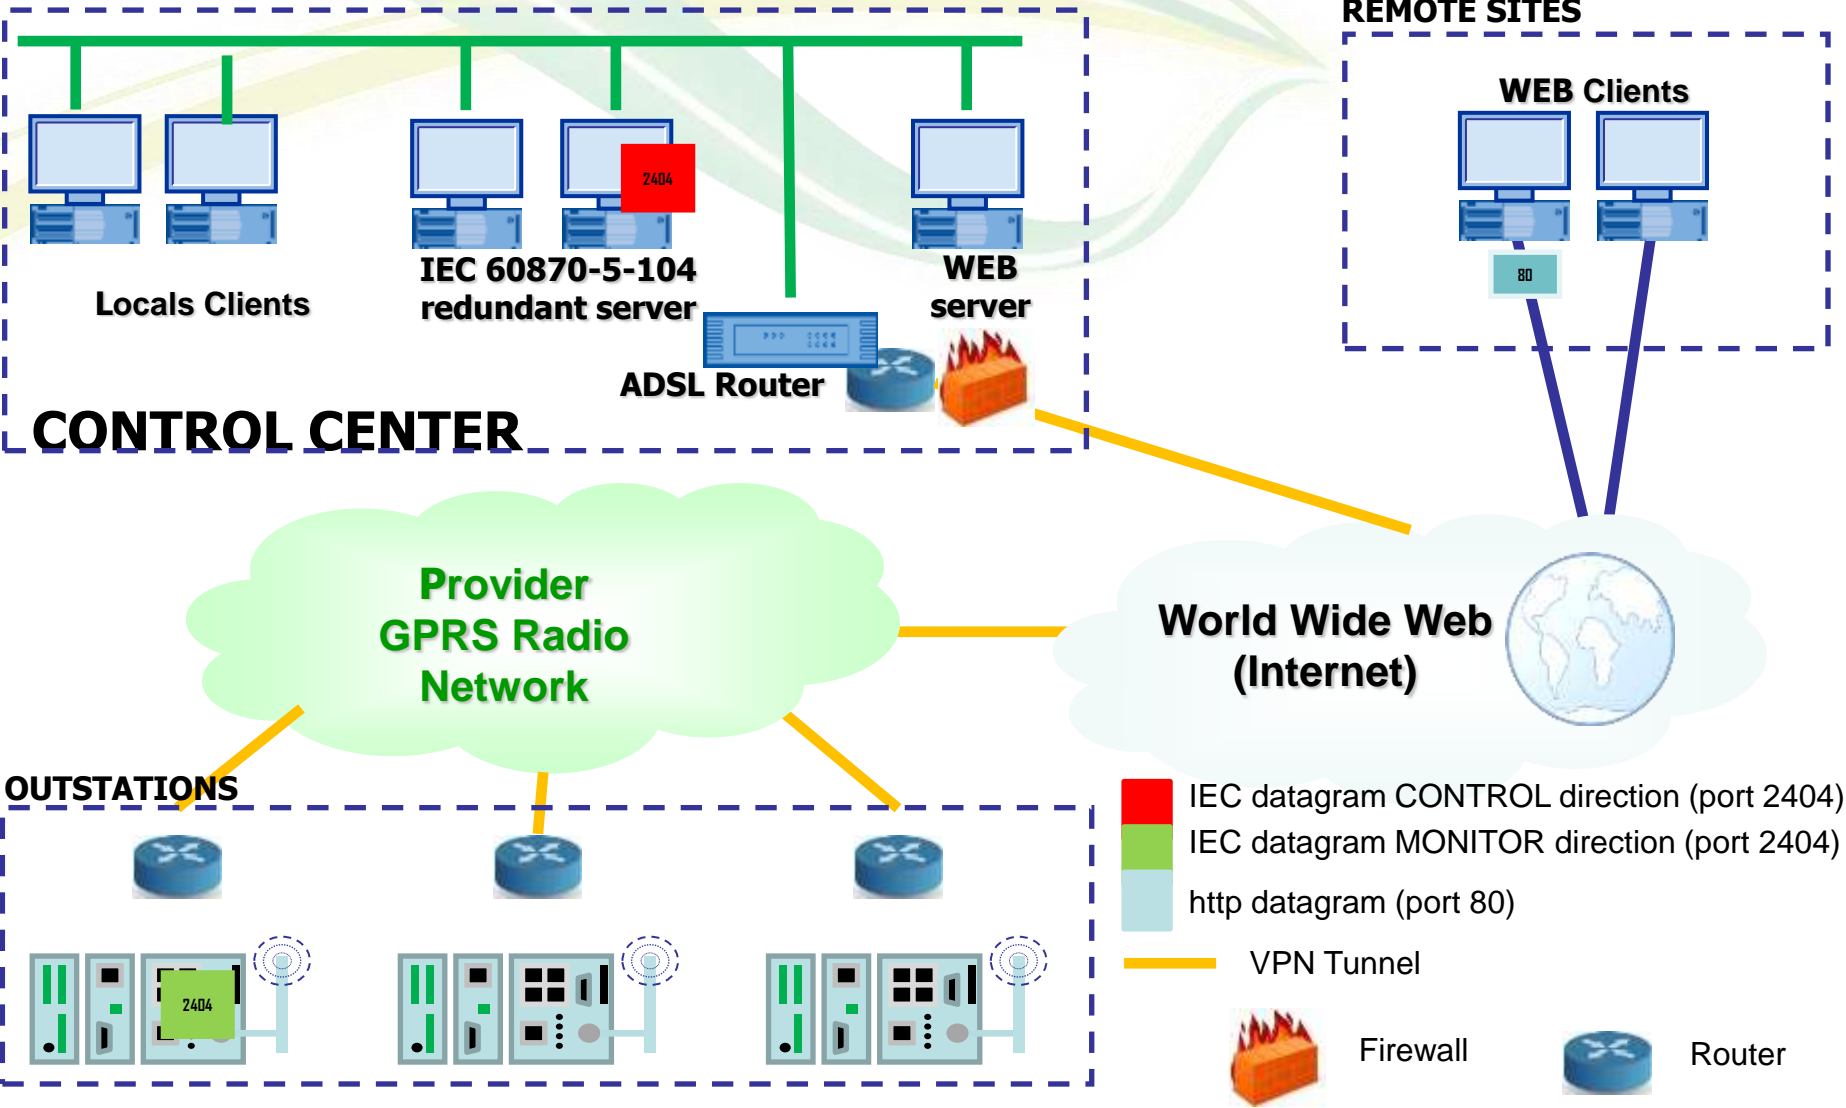 REMOTE SITES
WEB Clients
2404
80
IEC 60870-5-104
redundant server
WEB
server
Locals Clients
ADSL Router
CONTROL CENTER
Provider
GPRS Radio
Network
World Wide Web
(Internet)
OUTSTATIONS
IEC datagram CONTROL direction (port 2404)
IEC datagram MONITOR direction (port 2404)
http datagram (port 80)
VPN Tunnel
2404
Firewall
Router